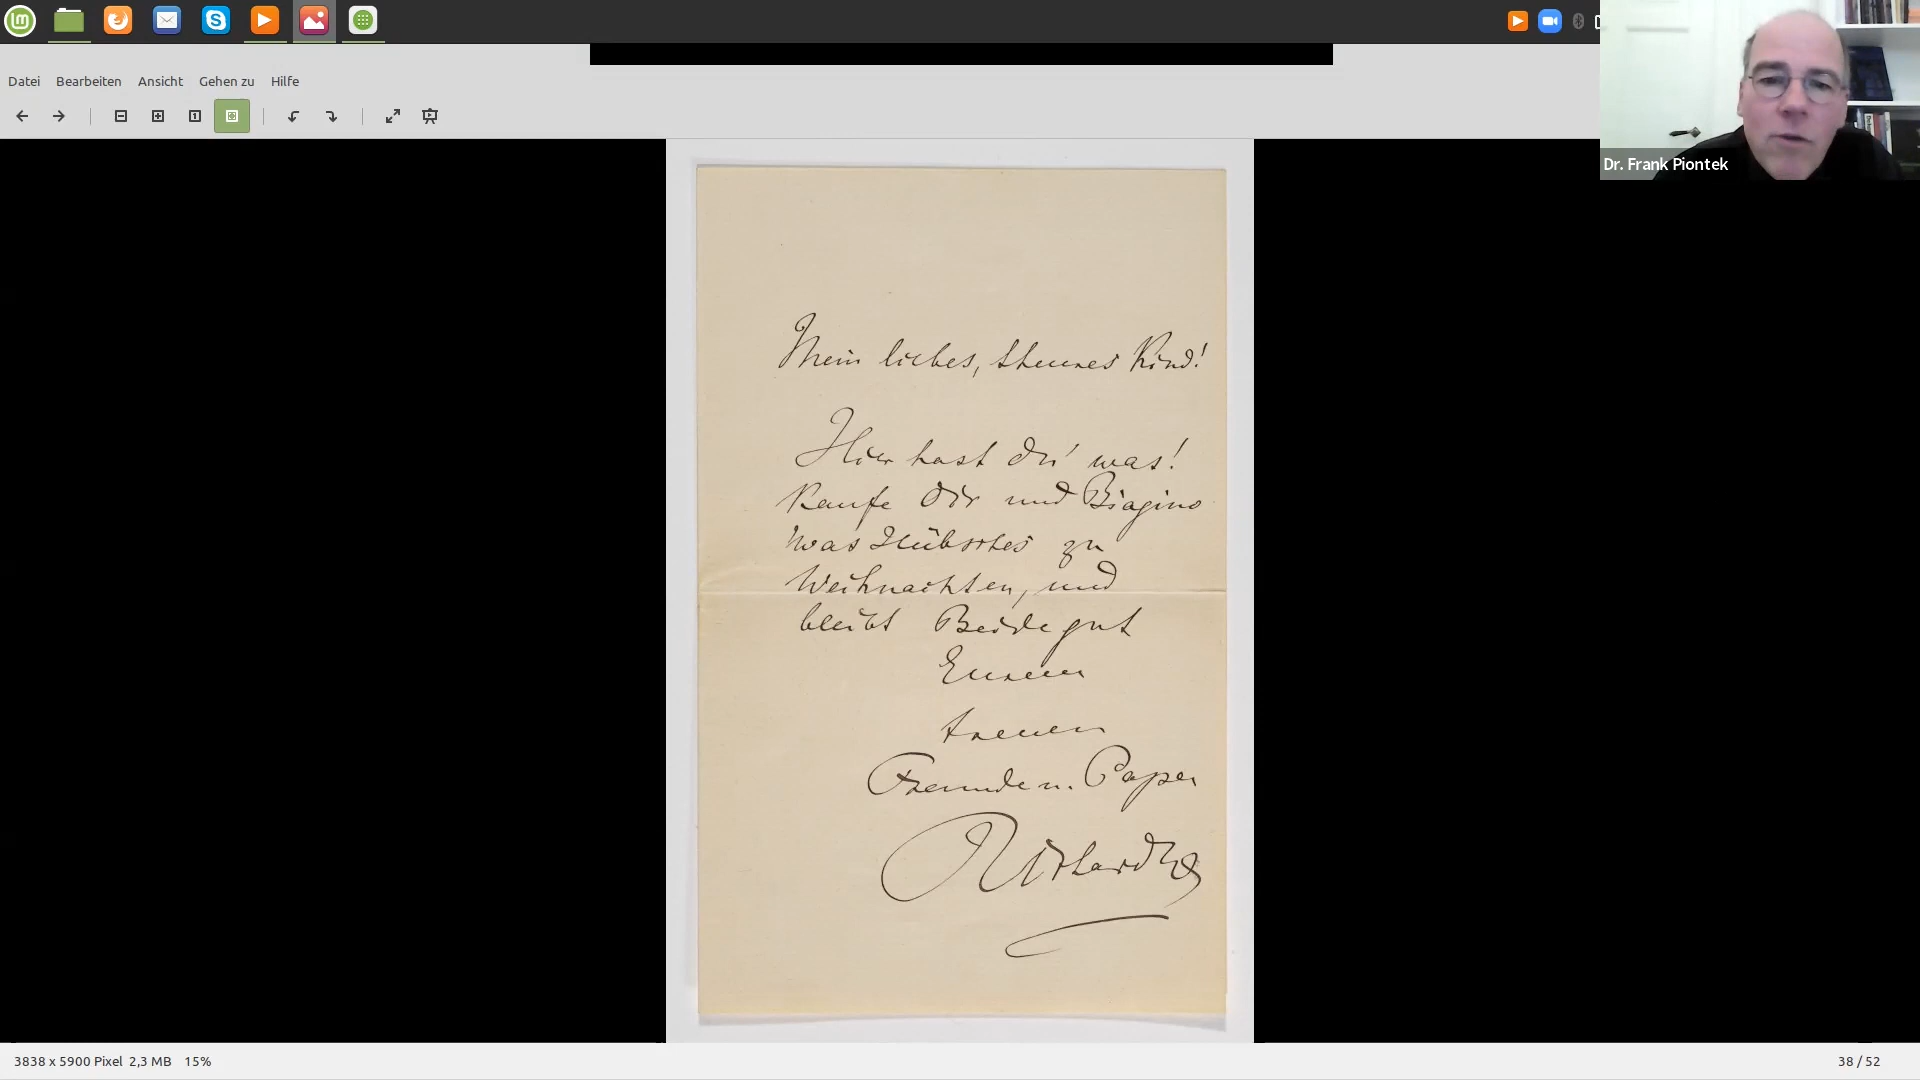 Datei Bearbeiten Ansicht Gehen zu Hilfe
Dr. Frank Piontek
Mein liebes, theures Kind!
Hier hast Du was!
Kaufe Dir und Biagino
was Hübsches zu
Weihnachten, und
bleibt Beide gut
Eurem
treuen
Freunde u. Papa
RichardW
3838 x 5900 Pixel 2,3 MB 15%
38 / 52